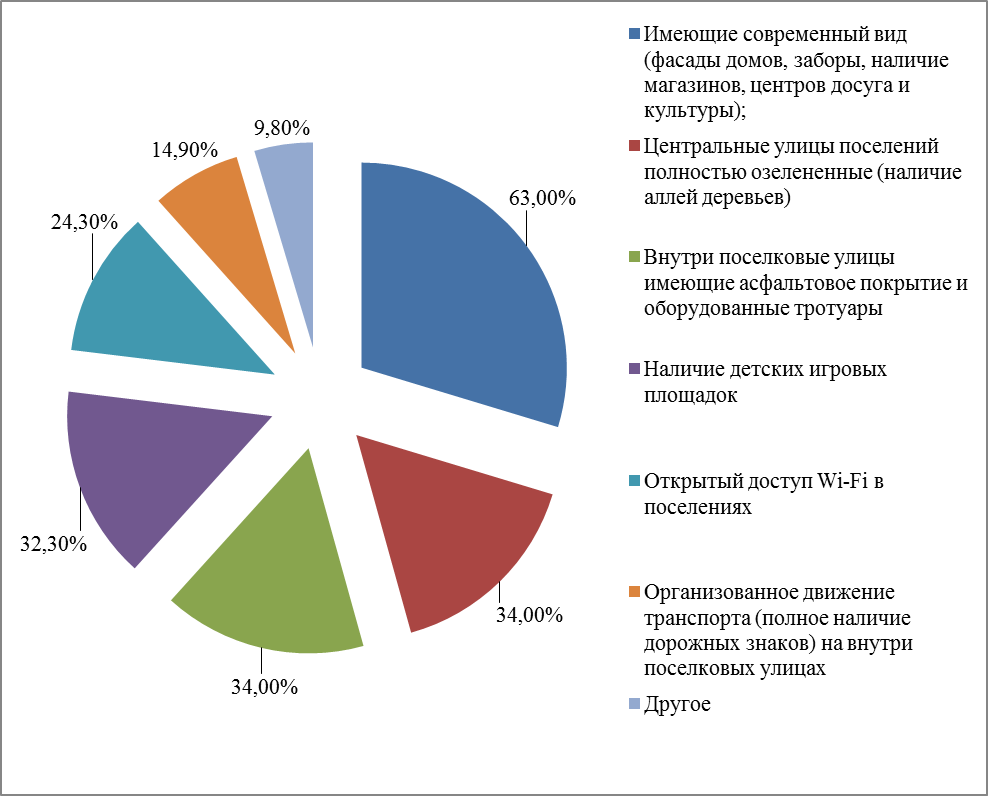 63,00%
34,00%
34,00%
32,30%
24,30%
14,90%
9,80%
Имеющие современный вид
(фасады домов, заборы, наличие
магазинов, центров досуга и
культуры);
Центральные улицы поселений
полностью озелененные (наличие
аллей деревьев)
Внутри поселковые улицы
имеющие асфальтовое покрытие и
оборудованные тротуары
Наличие детских игровых
площадок
Открытый доступ Wi-Fi в
поселениях
Организованное движение
транспорта (полное наличие
дорожных знаков) на внутри
поселковых улицах
Другое